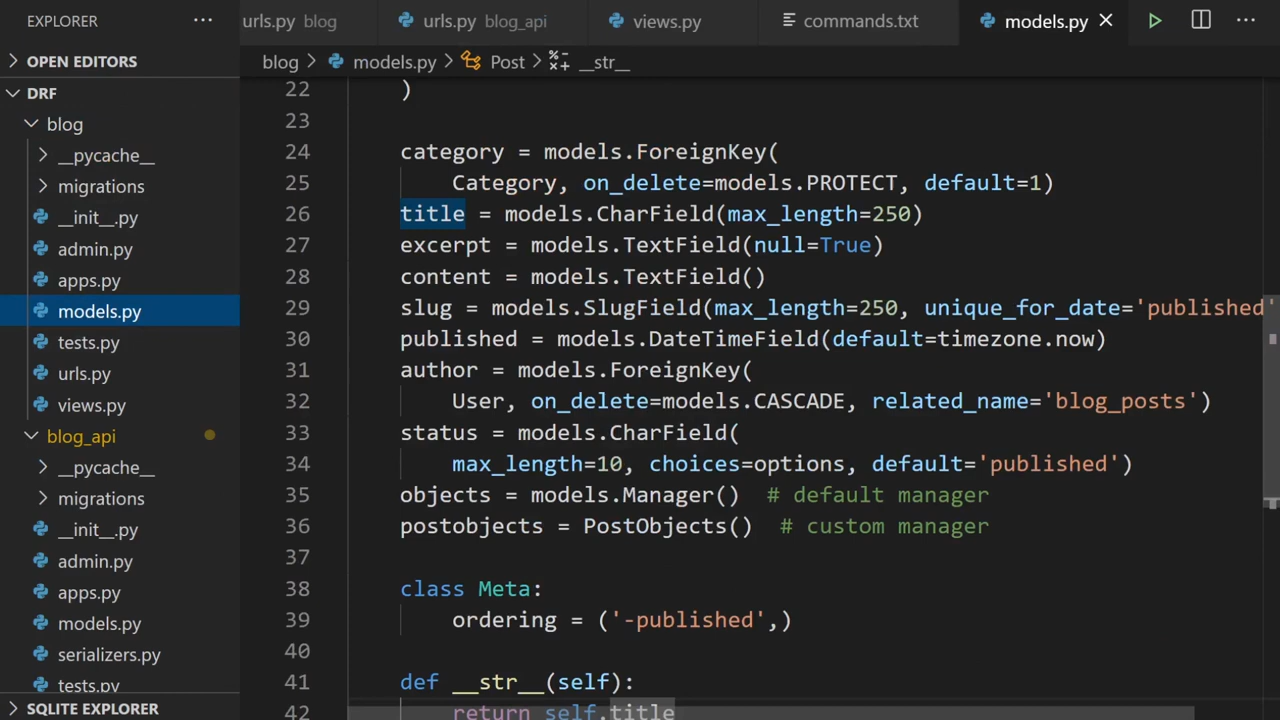 EXPLORER ···
urls.py blog
urls.py blog_api
views.py
commands.txt
models.py
···
OPEN EDITORS
blog > models.py > Post > __str__
DRF
blog
__pycache__
migrations
__init__.py
admin.py
apps.py
models.py
tests.py
urls.py
views.py
blog_api
__pycache__
migrations
__init__.py
admin.py
apps.py
models.py
serializers.py
tests.py
SQLITE EXPLORER
22 )
23
24 category = models.ForeignKey(
25 Category, on_delete=models.PROTECT, default=1)
26 title = models.CharField(max_length=250)
27 excerpt = models.TextField(null=True)
28 content = models.TextField()
29 slug = models.SlugField(max_length=250, unique_for_date='published'
30 published = models.DateTimeField(default=timezone.now)
31 author = models.ForeignKey(
32 User, on_delete=models.CASCADE, related_name='blog_posts')
33 status = models.CharField(
34 max_length=10, choices=options, default='published')
35 objects = models.Manager() # default manager
36 postobjects = PostObjects() # custom manager
37
38 class Meta:
39 ordering = ('-published',)
40
41 def __str__(self):
42 return self.title